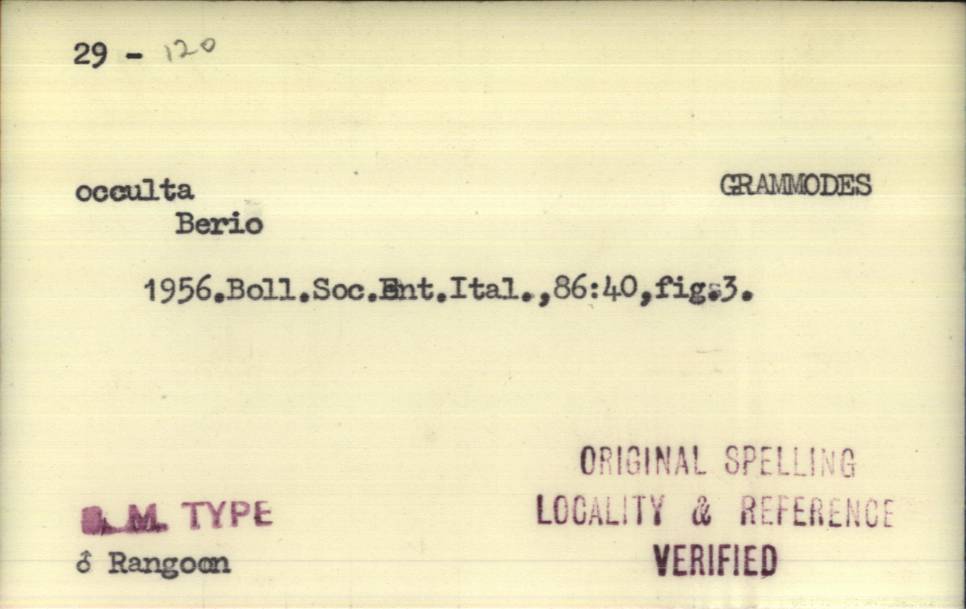 29 - 120
occulta GRAMMODES
Berio
1956.Boll.Soc.Ent.Ital.,86:40,fig.3.
ORIGINAL SPELLING
B. M. TYPE LOCALITY & REFERENCE
♂ Rangoon VERIFIED